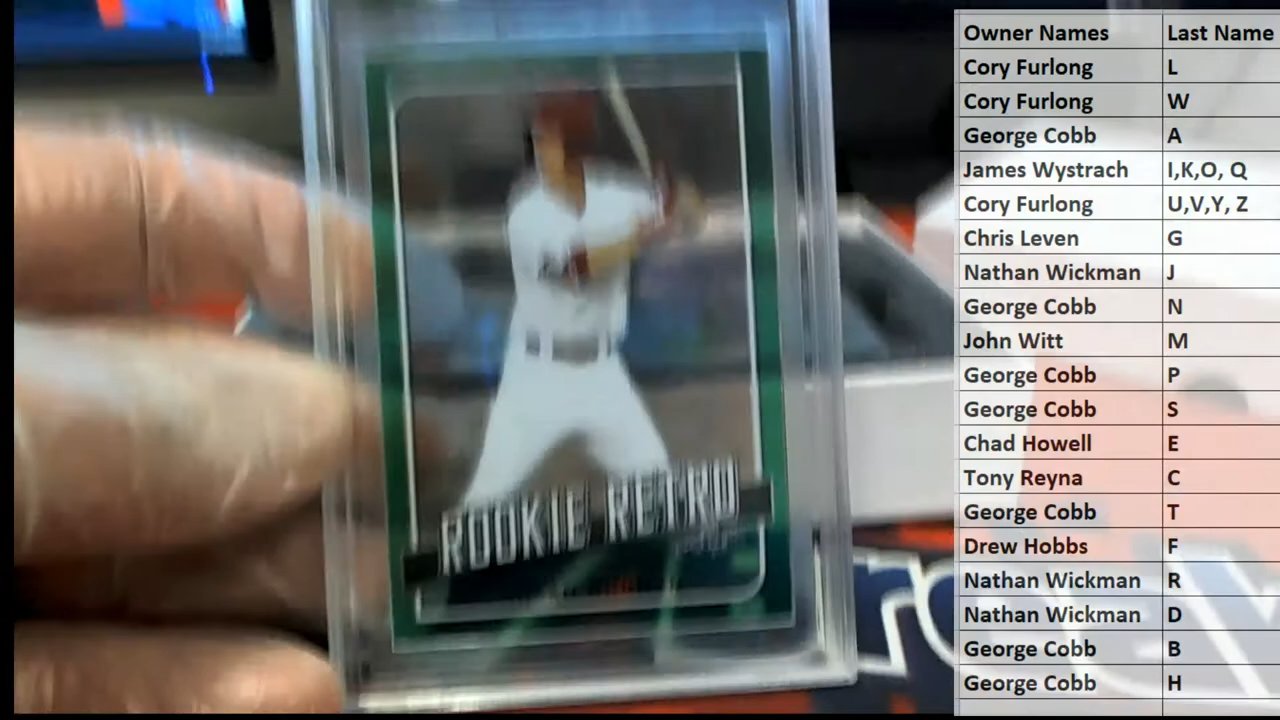 ROOKIE RETRO
Owner Names Last Name
Cory Furlong L
Cory Furlong W
George Cobb A
James Wystrach I,K,O, Q
Cory Furlong U,V,Y, Z
Chris Leven G
Nathan Wickman J
George Cobb N
John Witt M
George Cobb P
George Cobb S
Chad Howell E
Tony Reyna C
George Cobb T
Drew Hobbs F
Nathan Wickman R
Nathan Wickman D
George Cobb B
George Cobb H